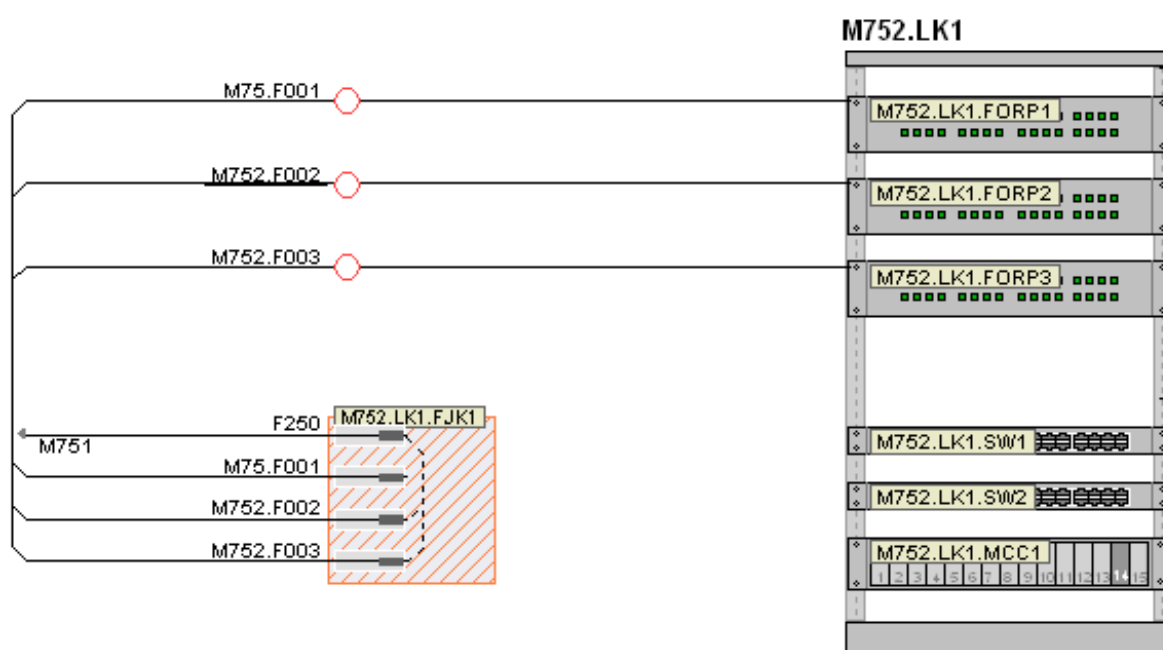 M752.LK1
M75.F001
M752.LK1.FORP1
M752.F002
M752.LK1.FORP2
M752.F003
M752.LK1.FORP3
F250
M752.LK1.FJK1
M751
M752.LK1.SW1
M75.F001
M752.LK1.SW2
M752.F002
M752.F003
M752.LK1.MCC1
1 2 3 4 5 6 7 8 9 10 11 12 13 14 15